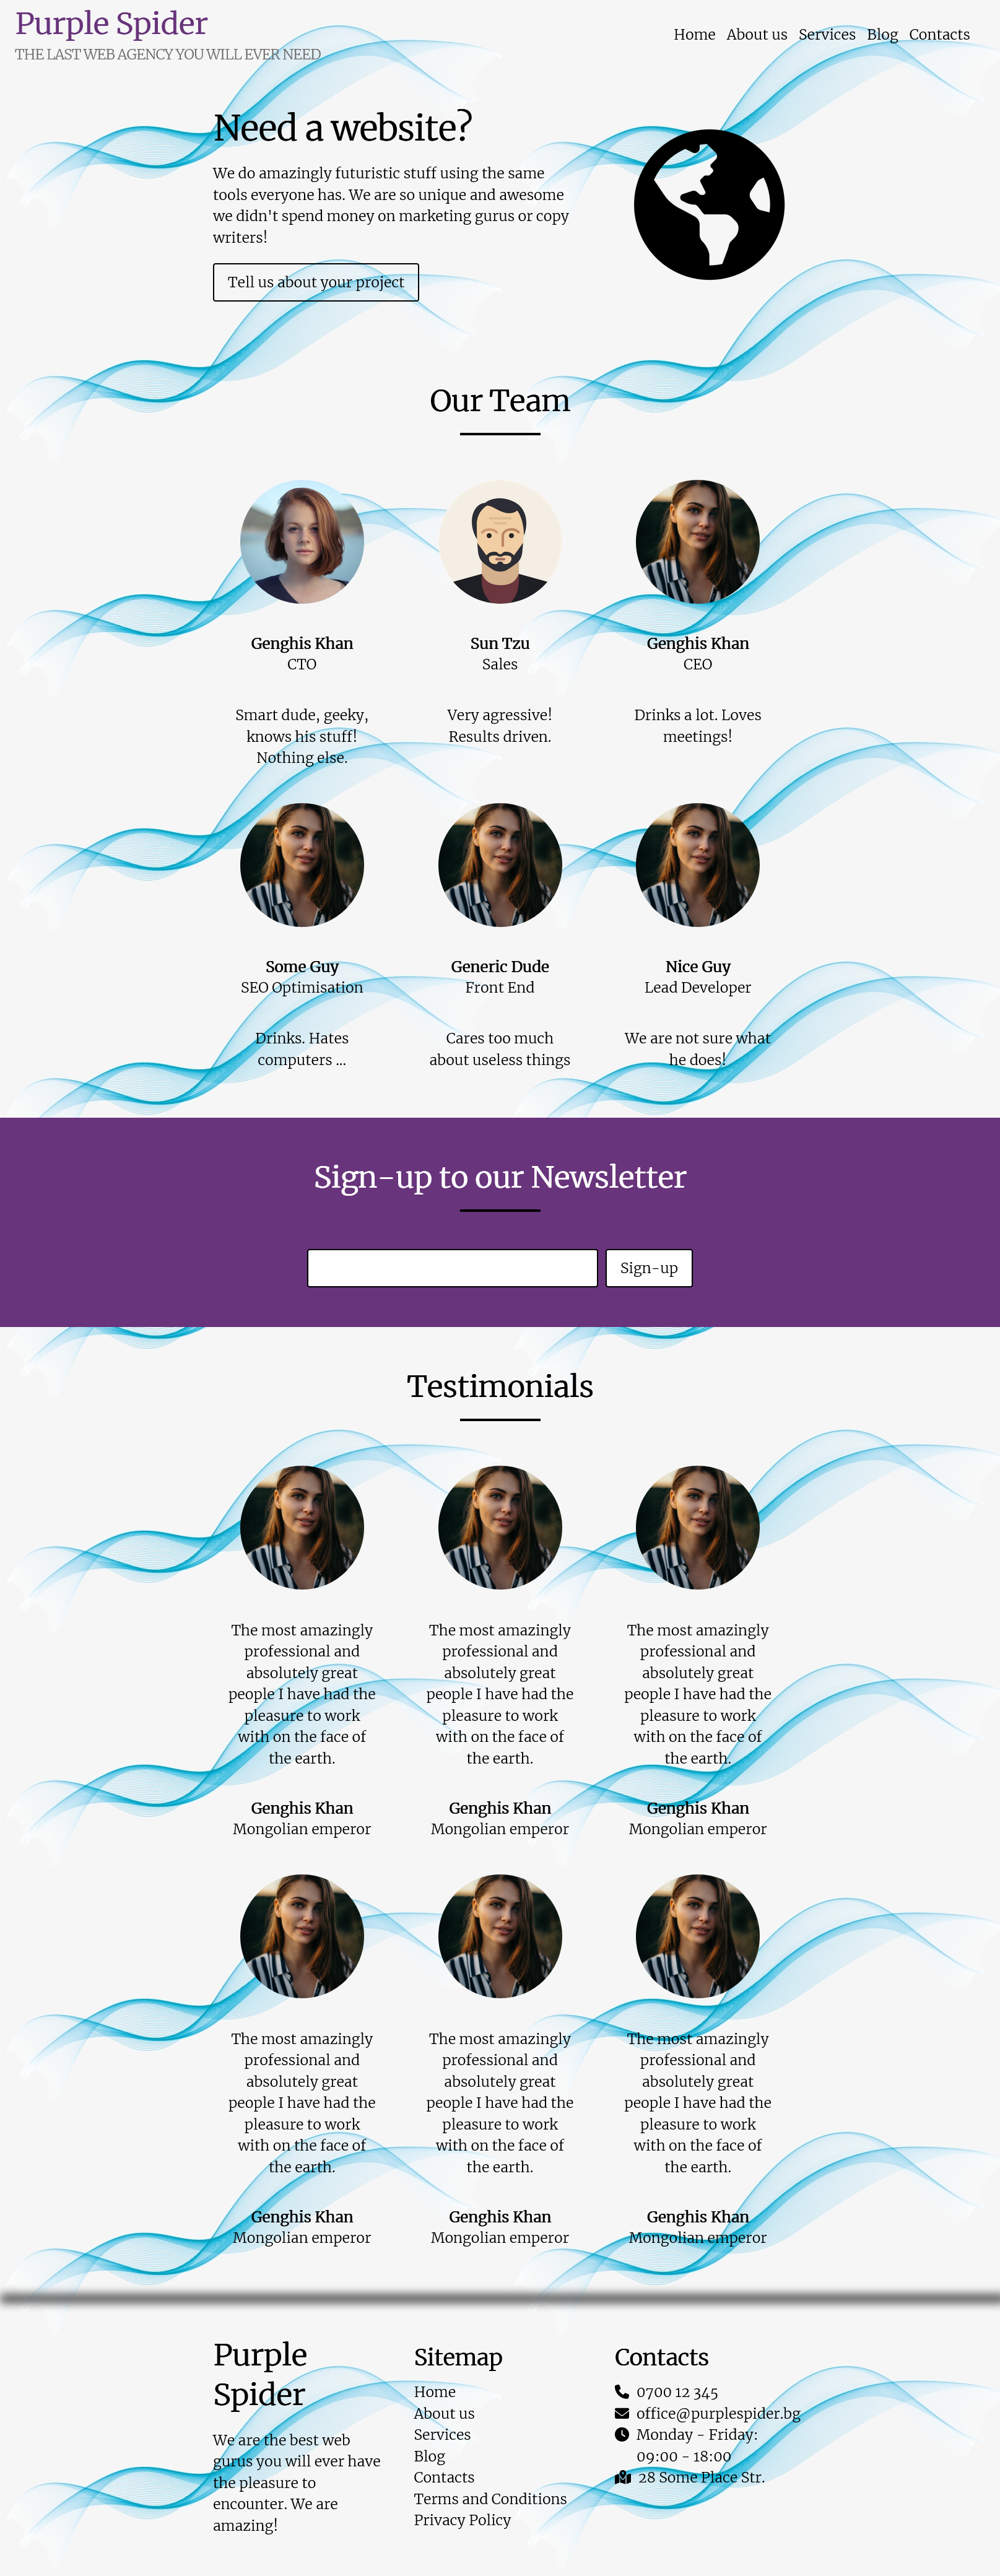 Purple Spider
THE LAST WEB AGENCY YOU WILL EVER NEED
Home About us Services Blog Contacts
Need a website?
We do amazingly futuristic stuff using the same
tools everyone has. We are so unique and awesome
we didn't spend money on marketing gurus or copy
writers!
Tell us about your project
Our Team
Genghis Khan
CTO
Smart dude, geeky,
knows his stuff!
Nothing else.
Sun Tzu
Sales
Very agressive!
Results driven.
Genghis Khan
CEO
Drinks a lot. Loves
meetings!
Some Guy
SEO Optimisation
Drinks. Hates
computers ...
Generic Dude
Front End
Cares too much
about useless things
Nice Guy
Lead Developer
We are not sure what
he does!
Sign-up to our Newsletter
Sign-up
Testimonials
The most amazingly
professional and
absolutely great
people I have had the
pleasure to work
with on the face of
the earth.
Genghis Khan
Mongolian emperor
The most amazingly
professional and
absolutely great
people I have had the
pleasure to work
with on the face of
the earth.
Genghis Khan
Mongolian emperor
The most amazingly
professional and
absolutely great
people I have had the
pleasure to work
with on the face of
the earth.
Genghis Khan
Mongolian emperor
The most amazingly
professional and
absolutely great
people I have had the
pleasure to work
with on the face of
the earth.
Genghis Khan
Mongolian emperor
The most amazingly
professional and
absolutely great
people I have had the
pleasure to work
with on the face of
the earth.
Genghis Khan
Mongolian emperor
The most amazingly
professional and
absolutely great
people I have had the
pleasure to work
with on the face of
the earth.
Genghis Khan
Mongolian emperor
Purple
Spider
We are the best web
gurus you will ever have
the pleasure to
encounter. We are
amazing!
Sitemap
Home
About us
Services
Blog
Contacts
Terms and Conditions
Privacy Policy
Contacts
0700 12 345
office@purplespider.bg
Monday - Friday:
09:00 - 18:00
28 Some Place Str.